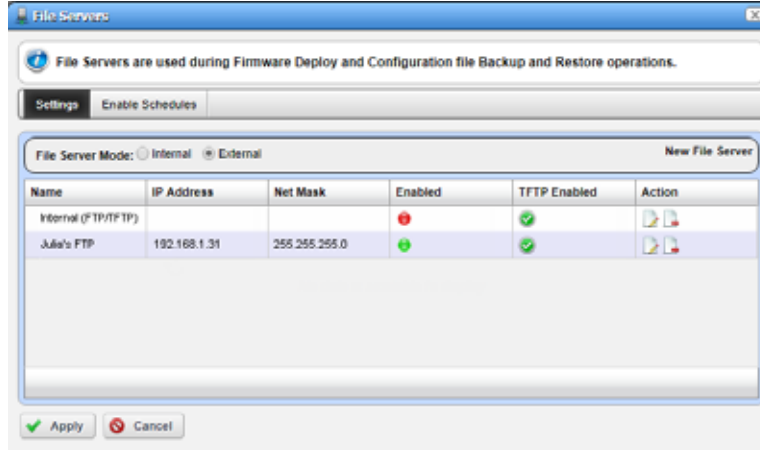 File Servers
File Servers are used during Firmware Deploy and Configuration file Backup and Restore operations.
Settings Enable Schedules
File Server Mode: Internal External New File Server
Name IP Address Net Mask Enabled TFTP Enabled Action
Internal (FTP/TFTP)
Julia's FTP 192.168.1.31 255.255.255.0
Apply Cancel